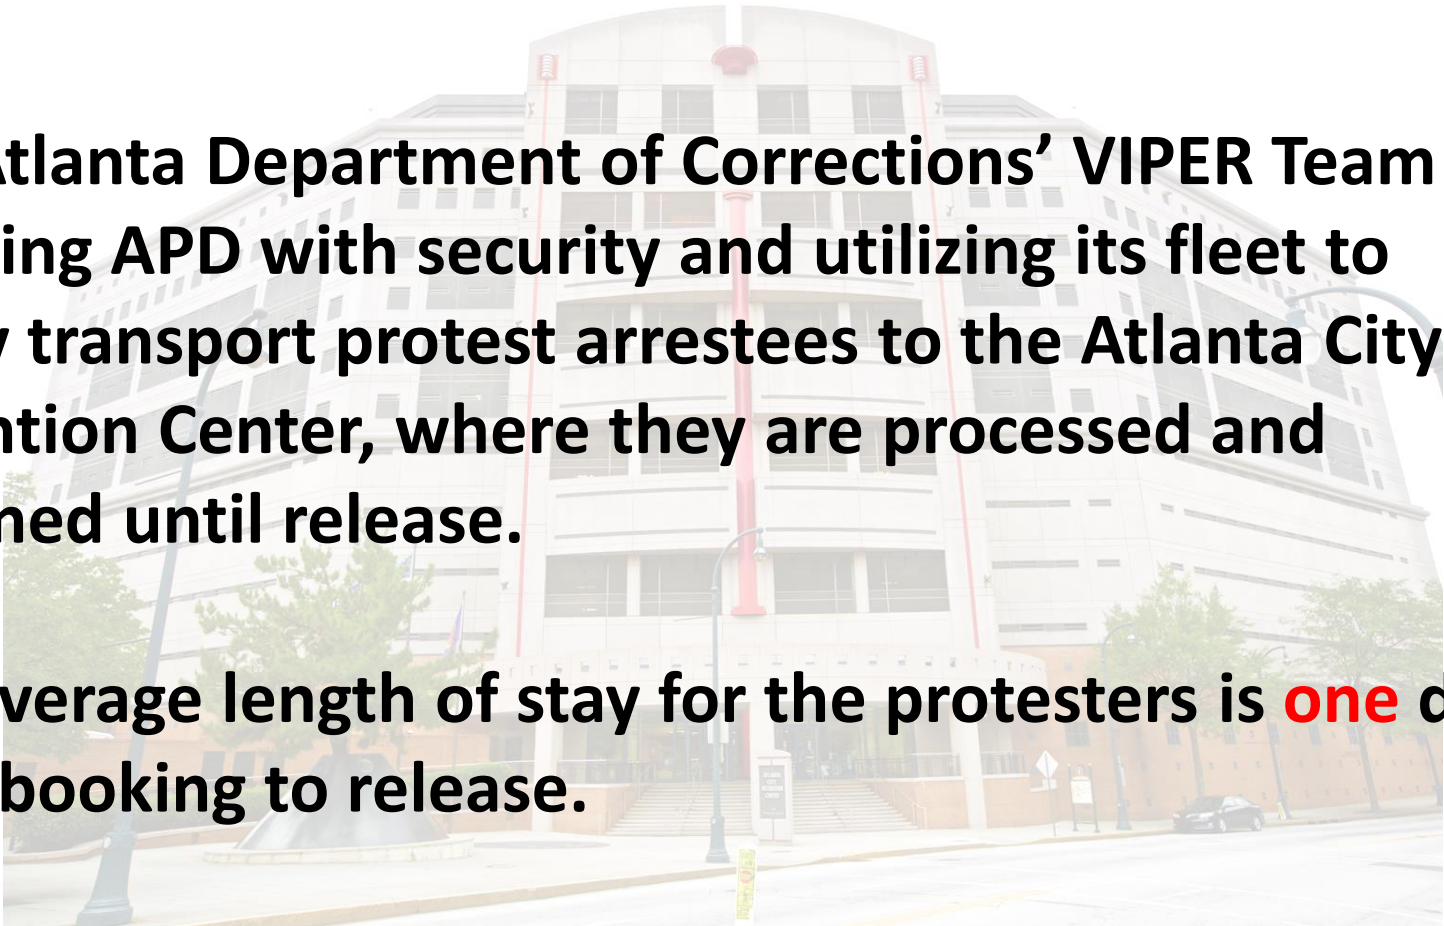 tlanta Department of Corrections’ VIPER Team
ing APD with security and utilizing its fleet to
y transport protest arrestees to the Atlanta City
ntion Center, where they are processed and
ned until release.
verage length of stay for the protesters is one d
booking to release.